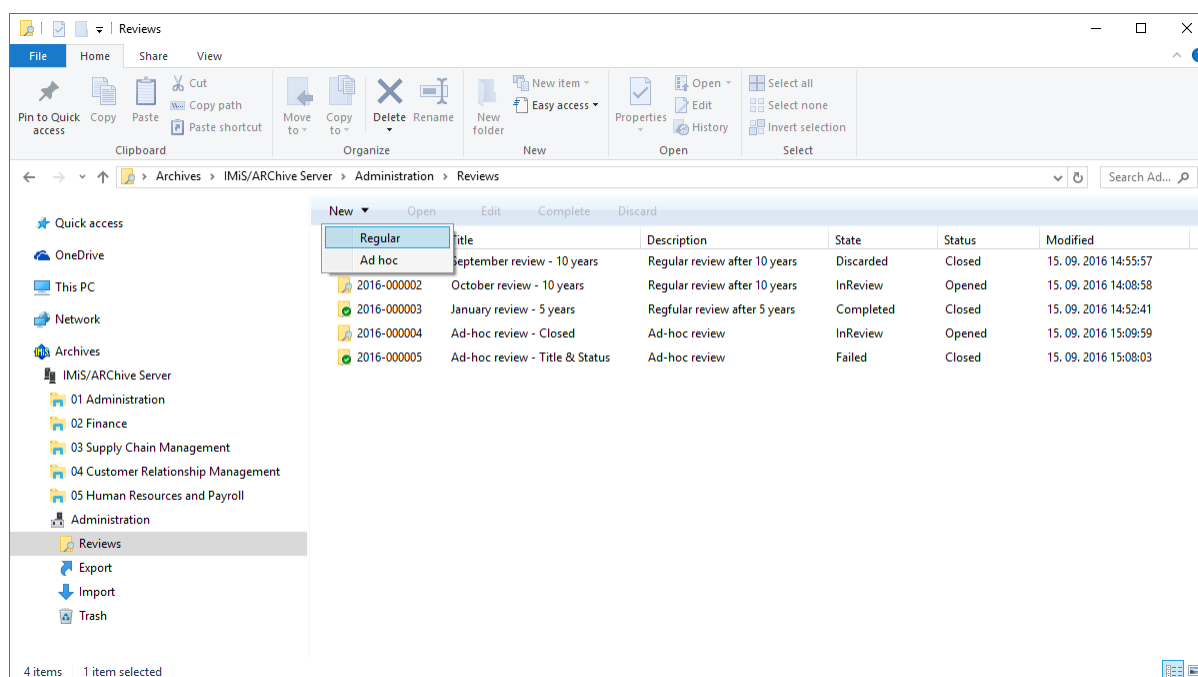 Reviews
File Home Share View
Pin to Quick access
Copy
Paste
Cut
Copy path
Paste shortcut
Clipboard
Move to
Copy to
Delete
Rename
Organize
New folder
New item
Easy access
New
Properties
Open
Edit
History
Open
Select all
Select none
Invert selection
Select
Archives > IMiS/ARChive Server > Administration > Reviews
Search Ad...
Quick access
OneDrive
This PC
Network
Archives
IMiS/ARChive Server
01 Administration
02 Finance
03 Supply Chain Management
04 Customer Relationship Management
05 Human Resources and Payroll
Administration
Reviews
Export
Import
Trash
New Open Edit Complete Discard
Regular
Ad hoc
Description State Status Modified
September review - 10 years Regular review after 10 years Discarded Closed 15. 09. 2016 14:55:57
2016-000002 October review - 10 years Regular review after 10 years InReview Opened 15. 09. 2016 14:08:58
2016-000003 January review - 5 years Regfular review after 5 years Completed Closed 15. 09. 2016 14:52:41
2016-000004 Ad-hoc review - Closed Ad-hoc review InReview Opened 15. 09. 2016 15:09:59
2016-000005 Ad-hoc review - Title & Status Ad-hoc review Failed Closed 15. 09. 2016 15:08:03
4 items 1 item selected